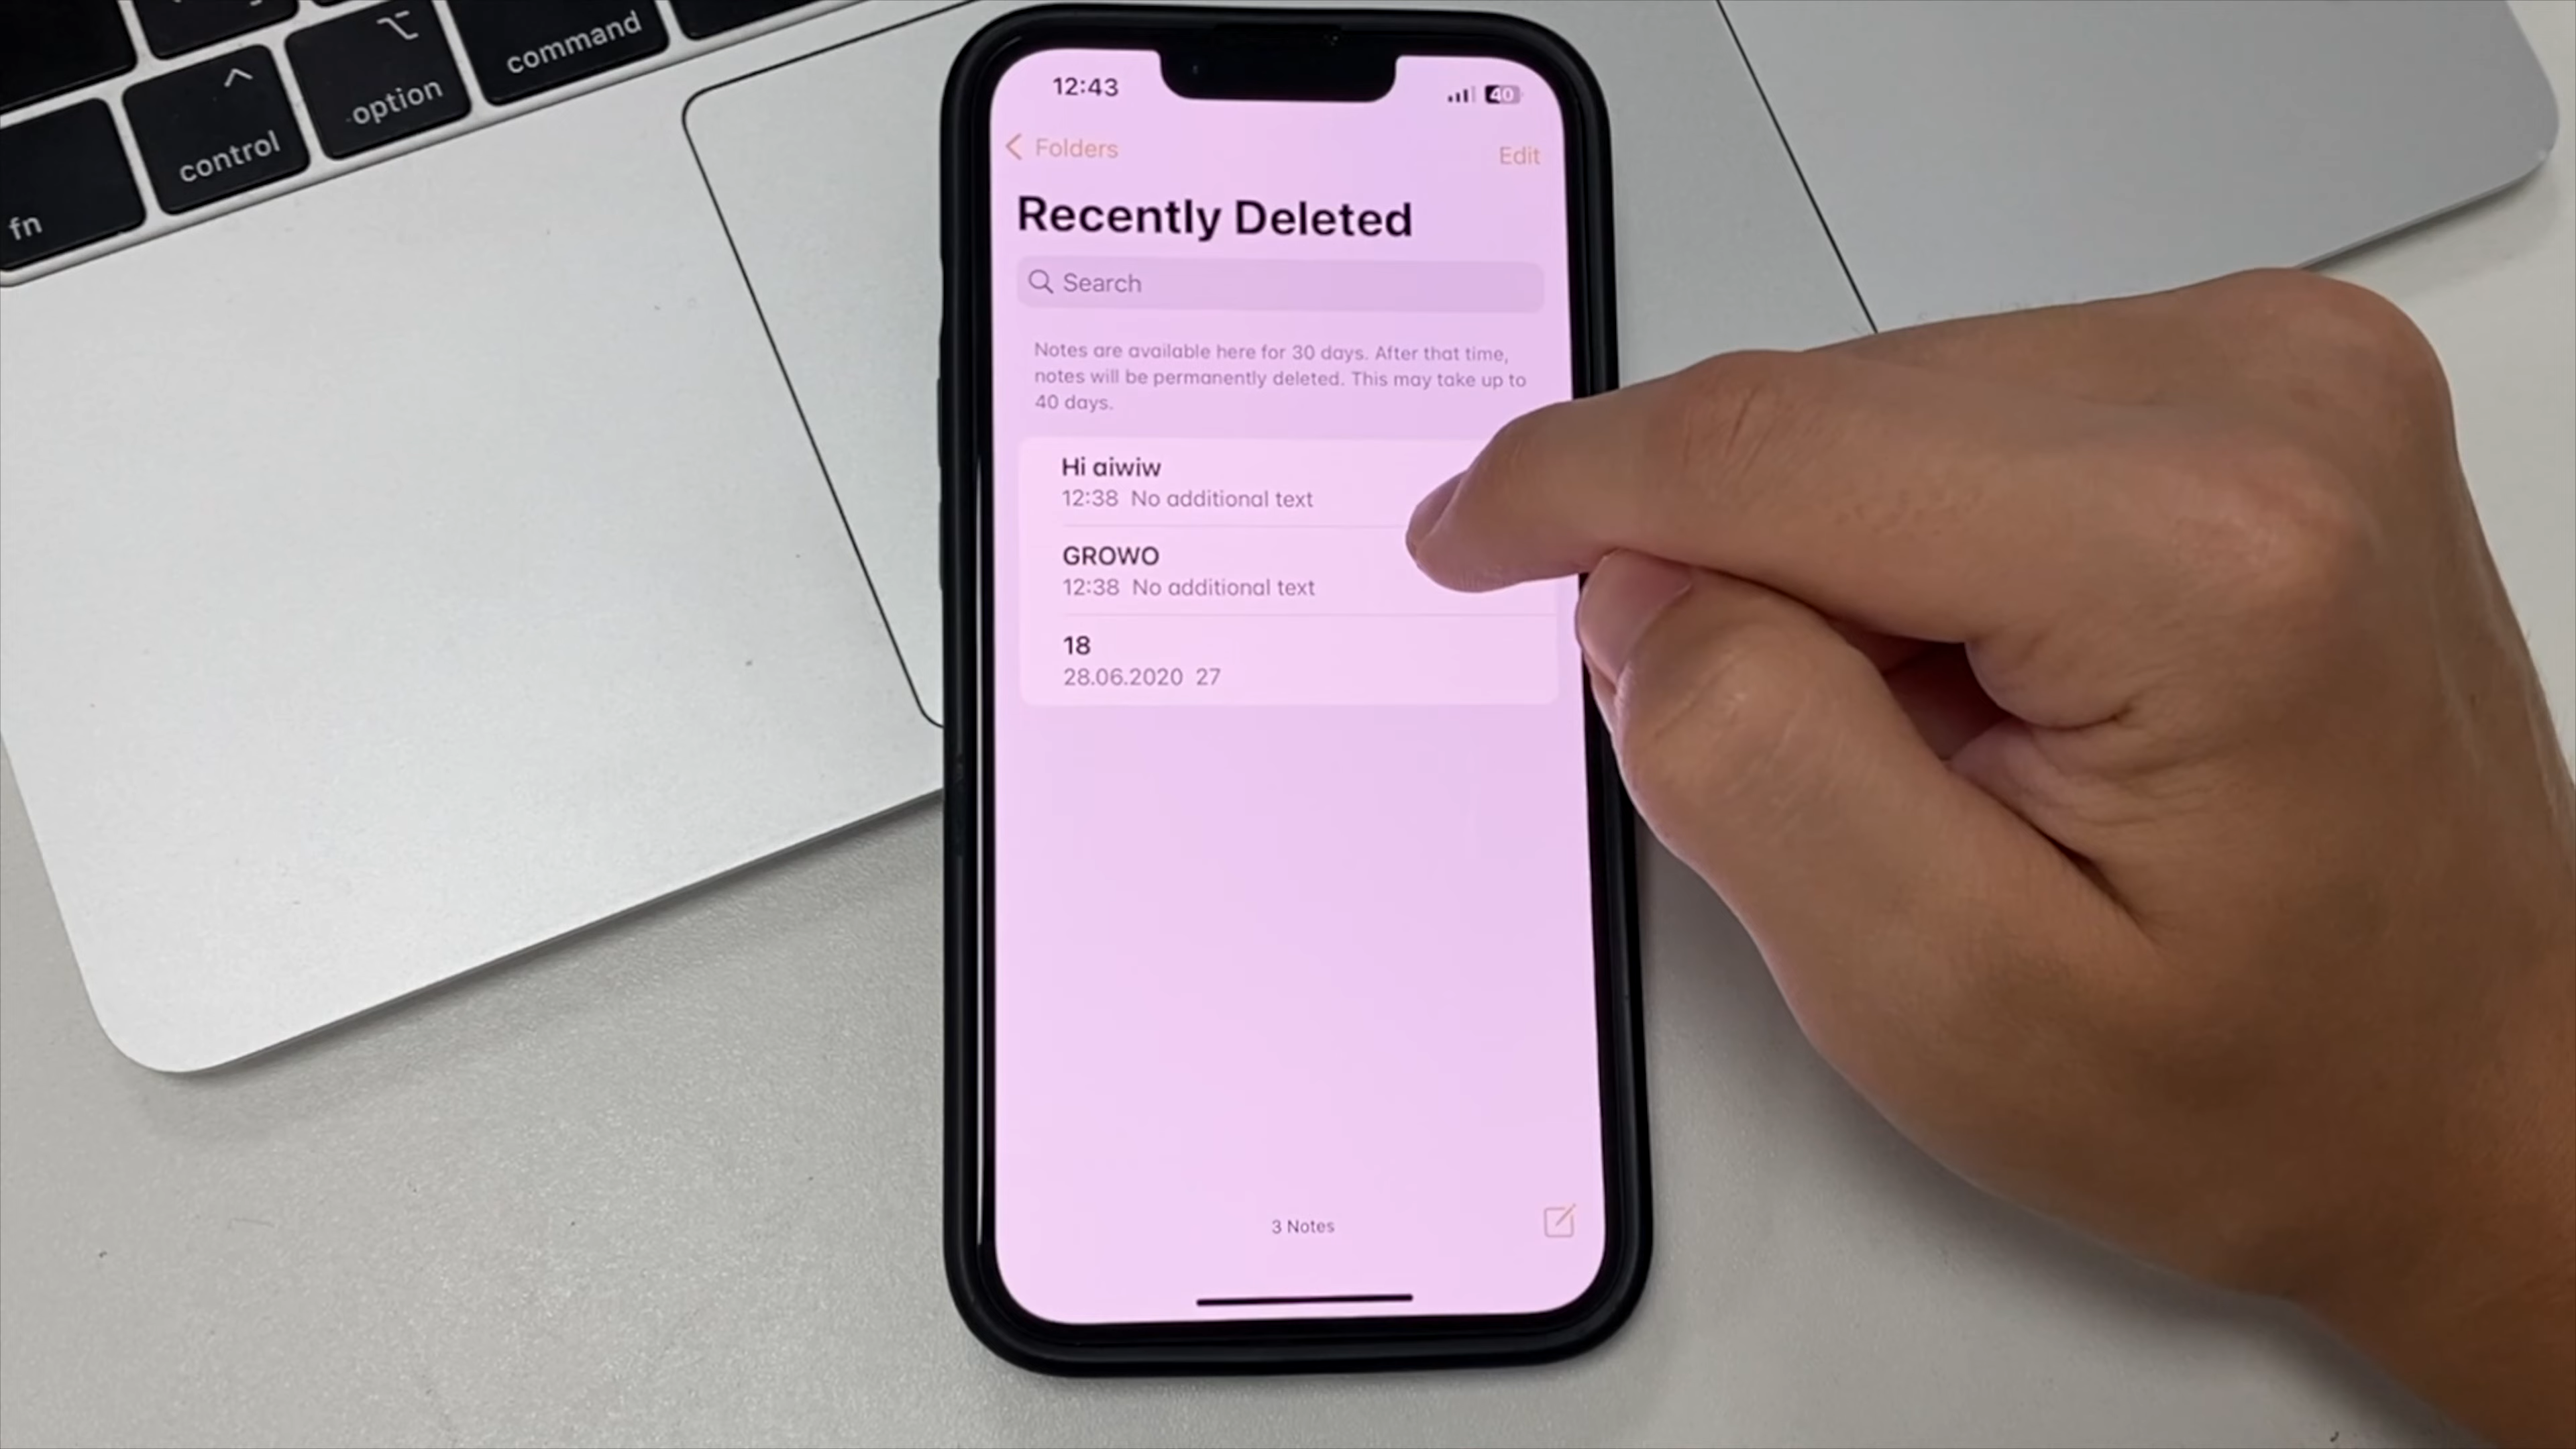 command
option
control
fn
12:43
40
Folders
Edit
Recently Deleted
Search
Notes are available here for 30 days. After that time,
notes will be permanently deleted. This may take up to
40 days.
Hi aiwiw
12:38 No additional text
GROWO
12:38 No additional text
18
28.06.2020 27
3 Notes